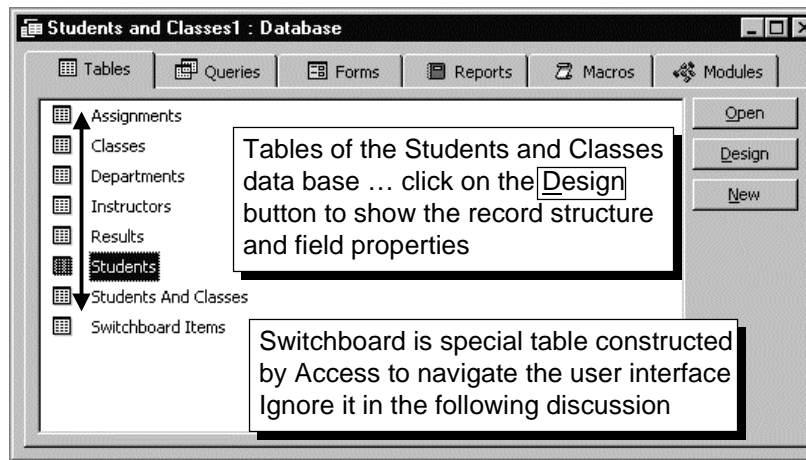 Students and Classes1 : Database
Tables Queries Forms Reports Macros Modules
Assignments
Classes
Departments
Instructors
Results
Students
Students And Classes
Switchboard Items
Open
Design
New
Tables of the Students and Classes
data base … click on the Design
button to show the record structure
and field properties
Switchboard is special table constructed
by Access to navigate the user interface
Ignore it in the following discussion